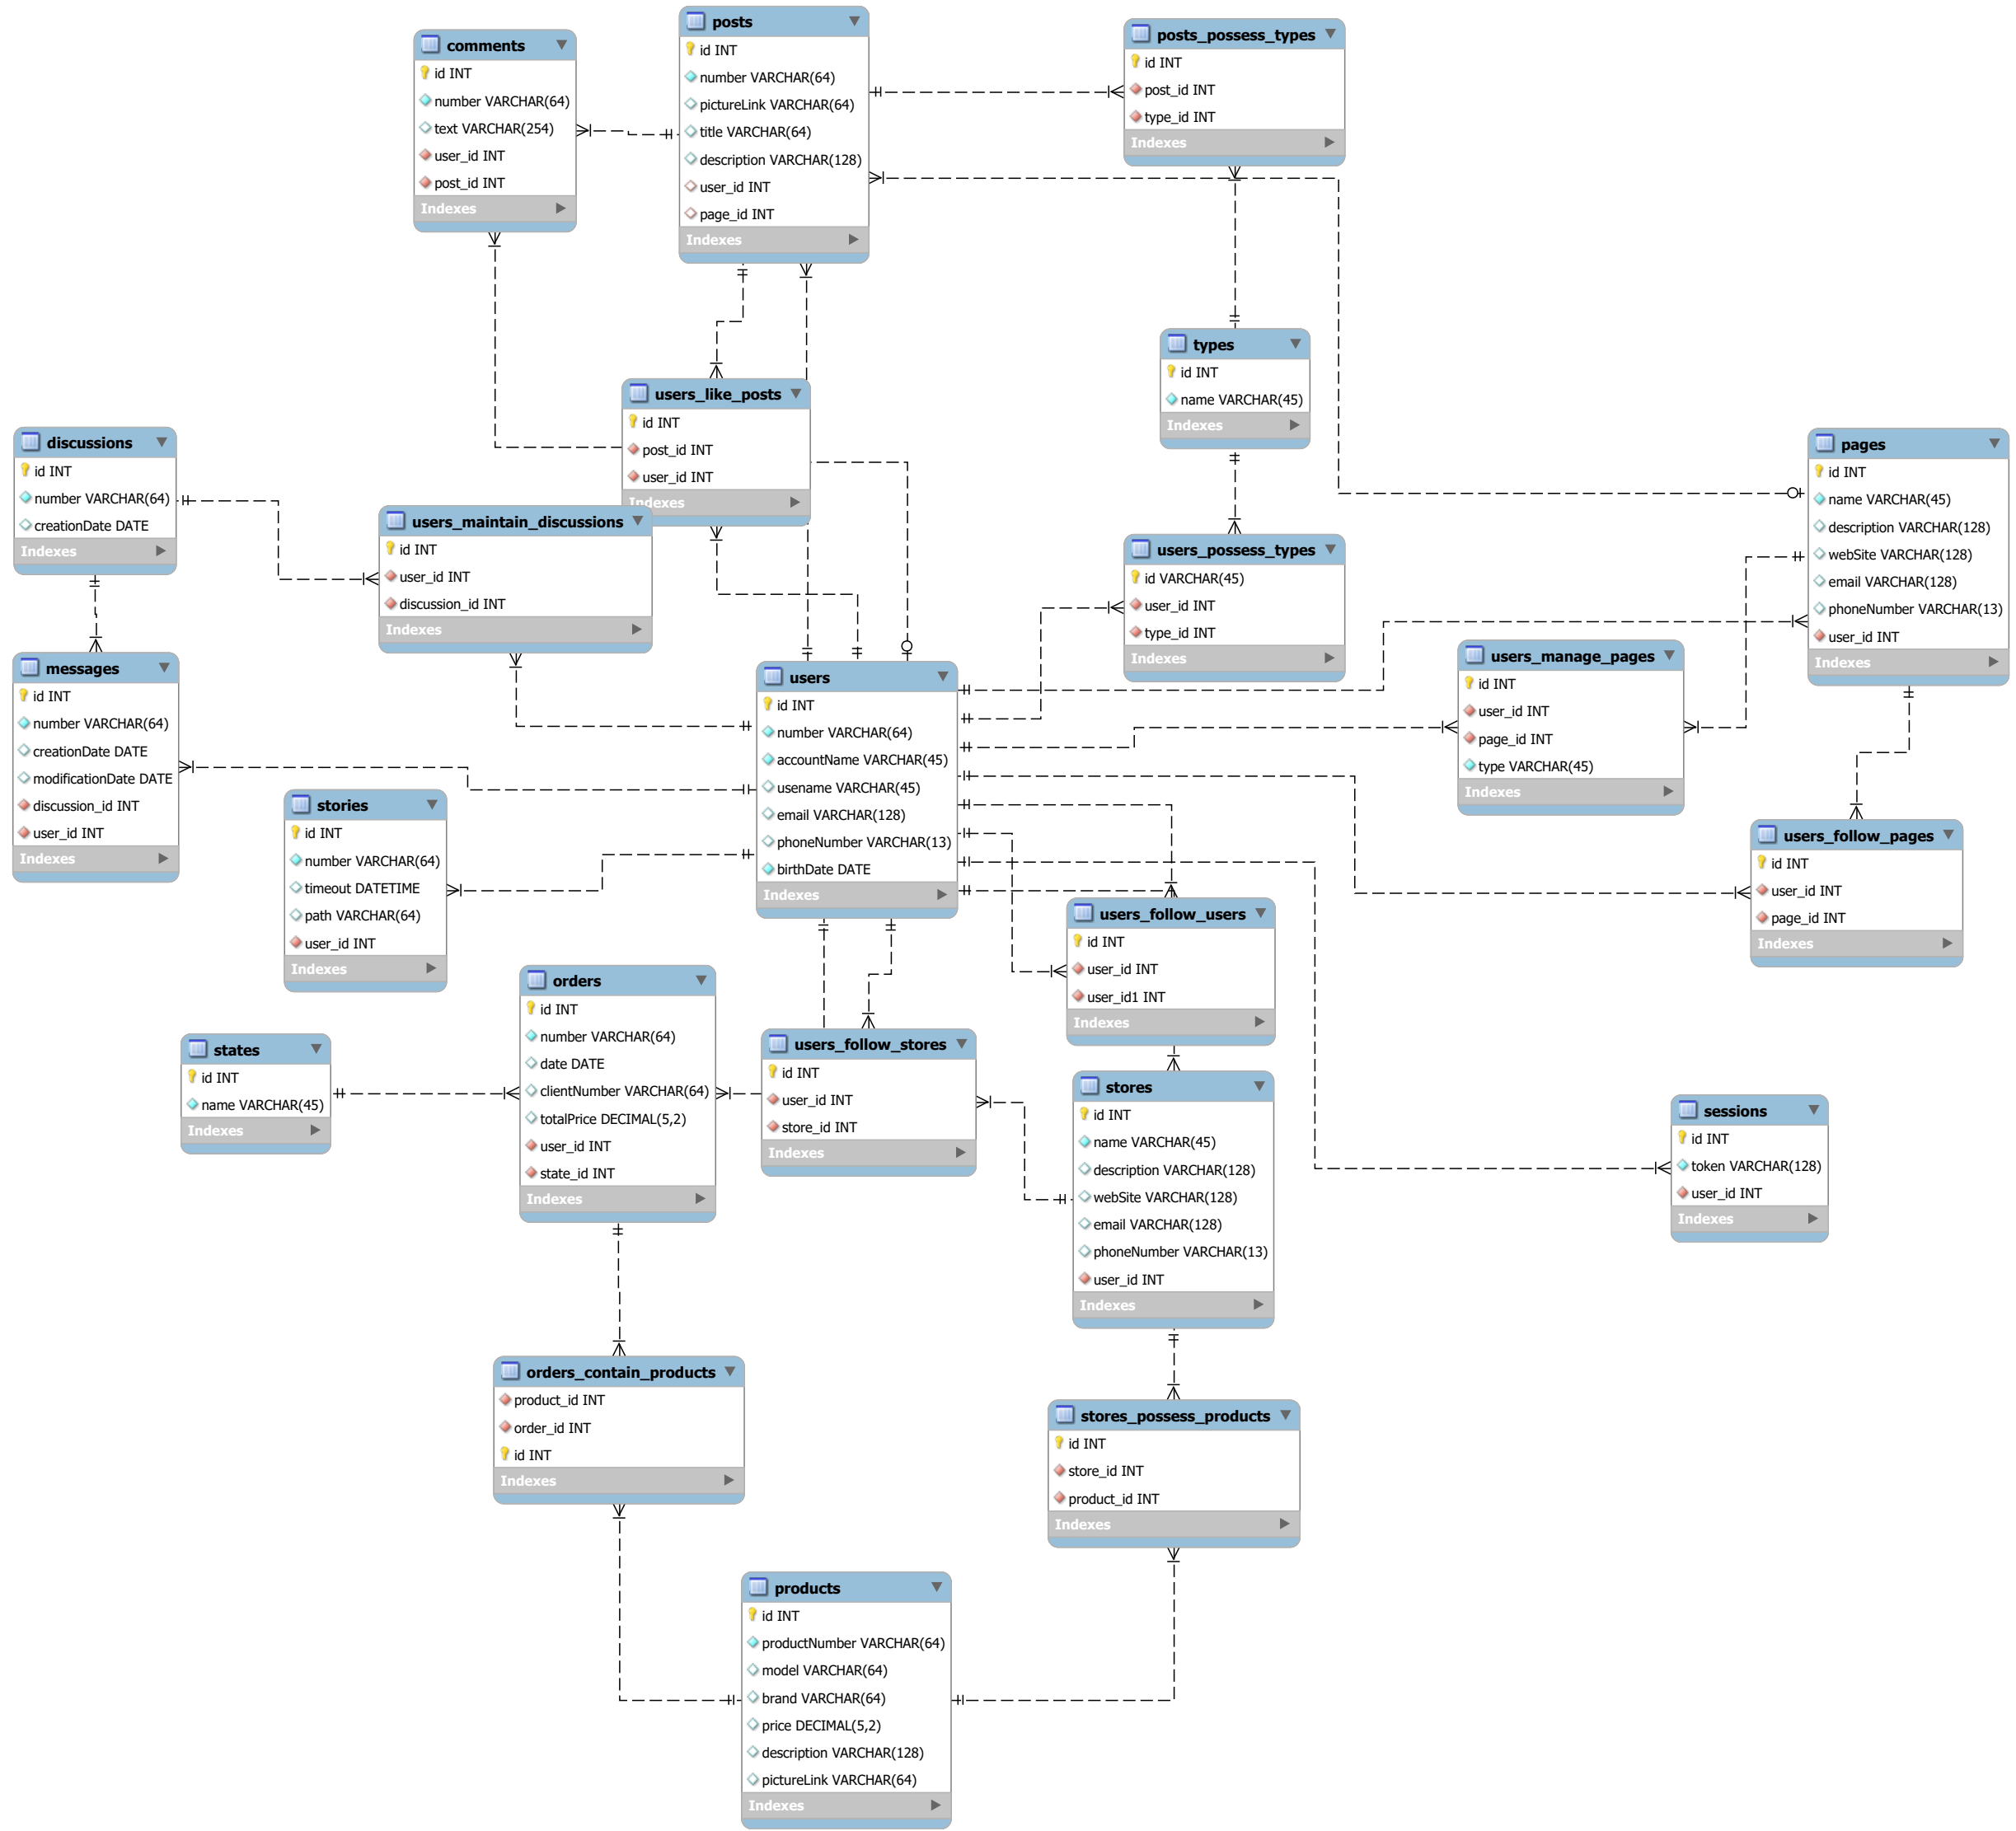 posts
id INT
number VARCHAR(64)
pictureLink VARCHAR(64)
title VARCHAR(64)
description VARCHAR(128)
user_id INT
page_id INT
Indexes
posts_possess_types
id INT
post_id INT
type_id INT
Indexes
comments
id INT
number VARCHAR(64)
text VARCHAR(254)
user_id INT
post_id INT
Indexes
types
id INT
name VARCHAR(45)
Indexes
users_like_posts
id INT
post_id INT
user_id INT
Indexes
discussions
id INT
number VARCHAR(64)
creationDate DATE
Indexes
pages
id INT
name VARCHAR(45)
description VARCHAR(128)
webSite VARCHAR(128)
email VARCHAR(128)
phoneNumber VARCHAR(13)
user_id INT
Indexes
users_maintain_discussions
id INT
user_id INT
discussion_id INT
Indexes
users_possess_types
id VARCHAR(45)
user_id INT
type_id INT
Indexes
users_manage_pages
id INT
user_id INT
page_id INT
type VARCHAR(45)
Indexes
messages
id INT
number VARCHAR(64)
creationDate DATE
modificationDate DATE
discussion_id INT
user_id INT
Indexes
users
id INT
number VARCHAR(64)
accountName VARCHAR(45)
usename VARCHAR(45)
email VARCHAR(128)
phoneNumber VARCHAR(13)
birthDate DATE
Indexes
stories
id INT
number VARCHAR(64)
timeout DATETIME
path VARCHAR(64)
user_id INT
Indexes
users_follow_pages
id INT
user_id INT
page_id INT
Indexes
users_follow_users
id INT
user_id INT
user_id1 INT
Indexes
orders
id INT
number VARCHAR(64)
date DATE
clientNumber VARCHAR(64)
totalPrice DECIMAL(5,2)
user_id INT
state_id INT
Indexes
states
id INT
name VARCHAR(45)
Indexes
users_follow_stores
id INT
user_id INT
store_id INT
Indexes
stores
id INT
name VARCHAR(45)
description VARCHAR(128)
webSite VARCHAR(128)
email VARCHAR(128)
phoneNumber VARCHAR(13)
user_id INT
Indexes
sessions
id INT
token VARCHAR(128)
user_id INT
Indexes
orders_contain_products
product_id INT
order_id INT
id INT
Indexes
stores_possess_products
id INT
store_id INT
product_id INT
Indexes
products
id INT
productNumber VARCHAR(64)
model VARCHAR(64)
brand VARCHAR(64)
price DECIMAL(5,2)
description VARCHAR(128)
pictureLink VARCHAR(64)
Indexes